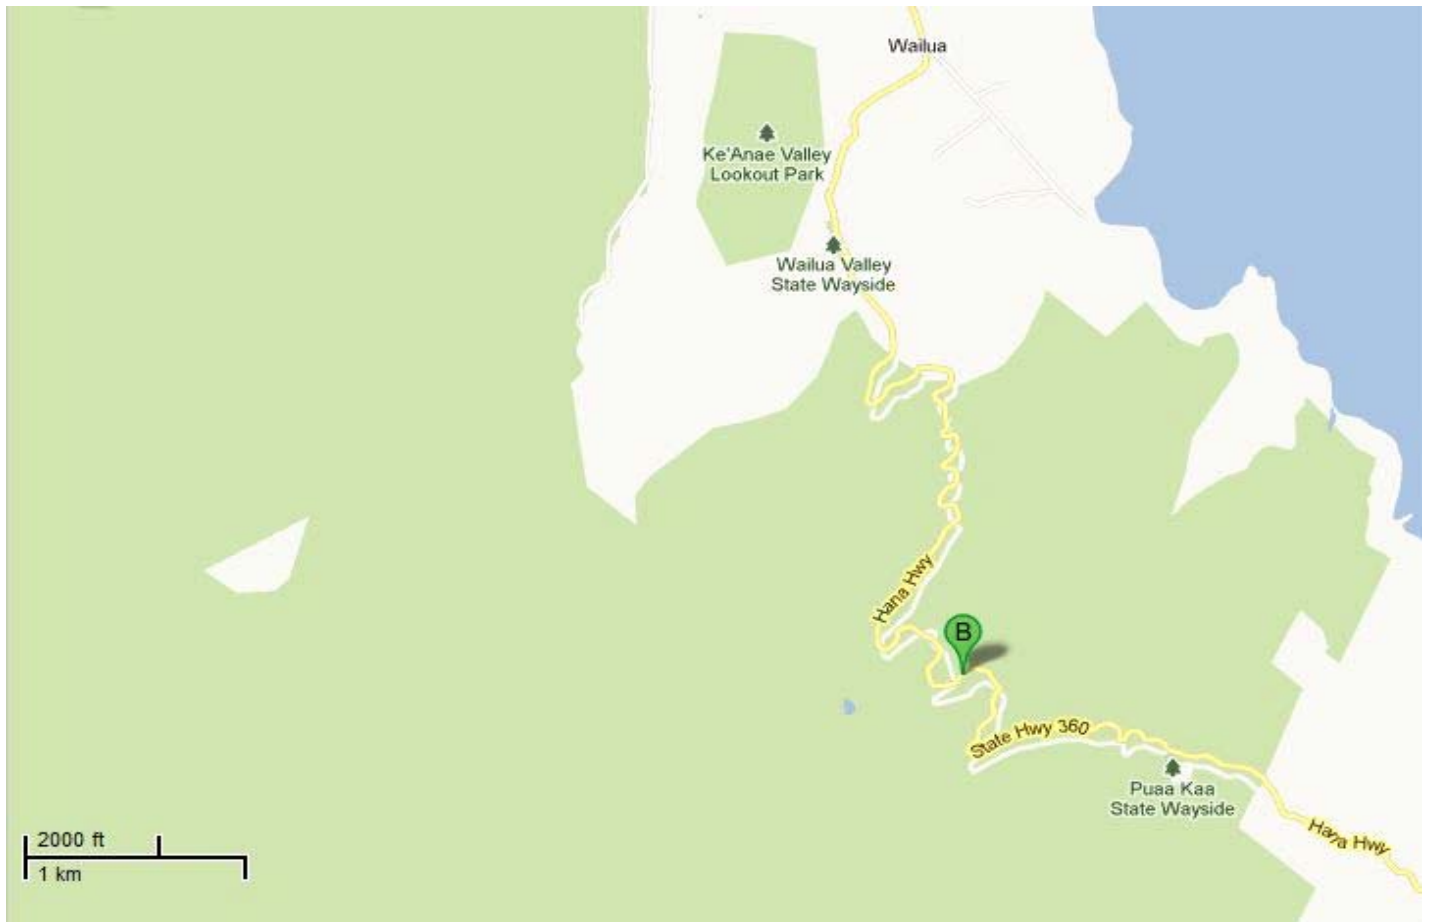 Wailua
Ke'Anae Valley
Lookout Park
Wailua Valley
State Wayside
Hana Hwy
B
State Hwy 360
Puaa Kaa
State Wayside
Hana Hwy
2000 ft
1 km